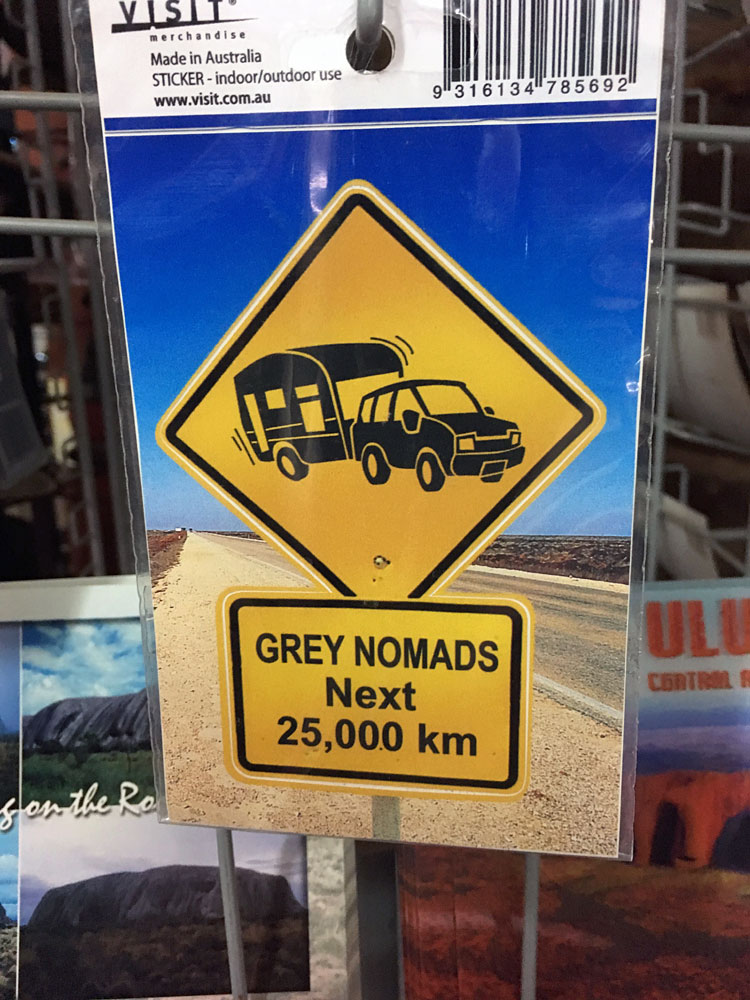 VISIT®
merchandise
Made in Australia
STICKER - indoor/outdoor use
www.visit.com.au
9 316134 785692
GREY NOMADS
Next
25,000 km
g on the Ro
ULU
CENTRAL A